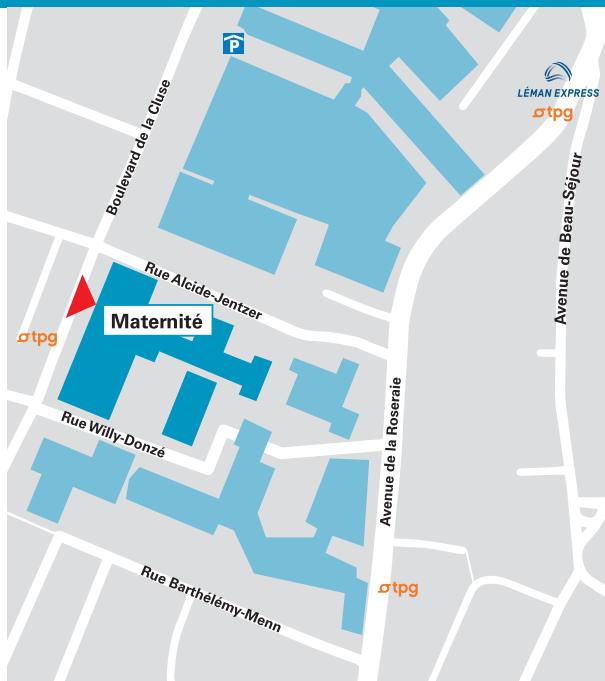 P
LÉMAN EXPRESS
tpg
Boulevard de la Cluse
Avenue de Beau-Séjour
Rue Alcide-Jentzer
Maternité
tpg
Rue Willy-Donzé
Avenue de la Roseraie
tpg
Rue Barthélémy-Menn